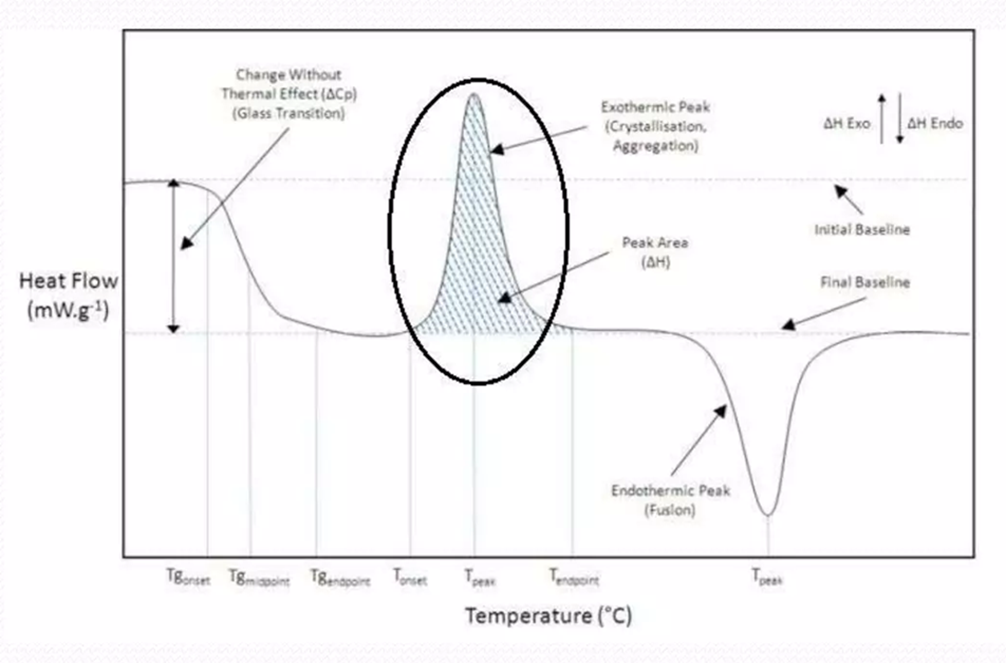 Change Without
Thermal Effect (ΔCp)
(Glass Transition)
Exothermic Peak
(Crystallisation,
Aggregation)
ΔH Exo
ΔH Endo
Initial Baseline
Peak Area
(ΔH)
Final Baseline
Heat Flow
(mW.g⁻¹)
Endothermic Peak
(Fusion)
Tgonset
Tgmidpoint
Tgendpoint
Tonset
Tpeak
Tendpoint
Tpeak
Temperature (°C)